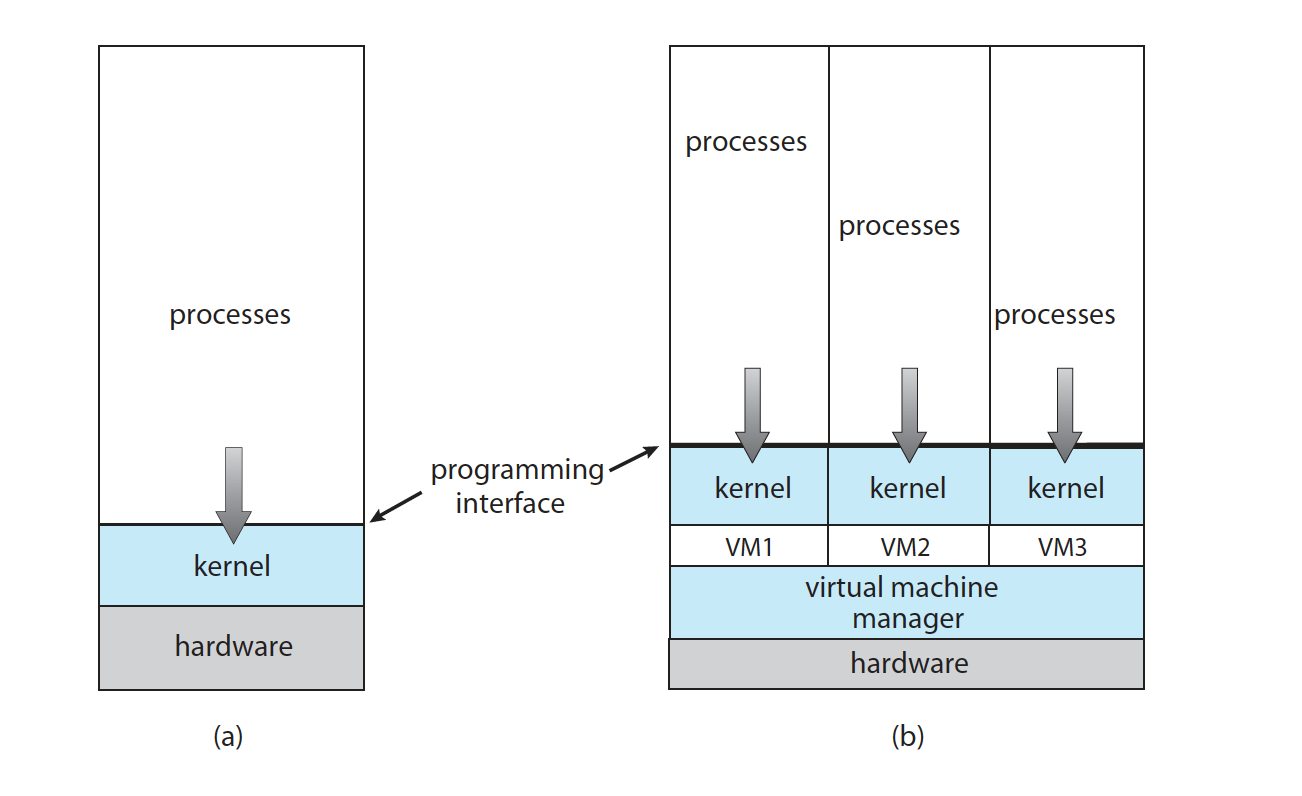 processes
kernel
hardware
(a)
programming
interface
processes
processes
processes
kernel
kernel
kernel
VM1
VM2
VM3
virtual machine
manager
hardware
(b)